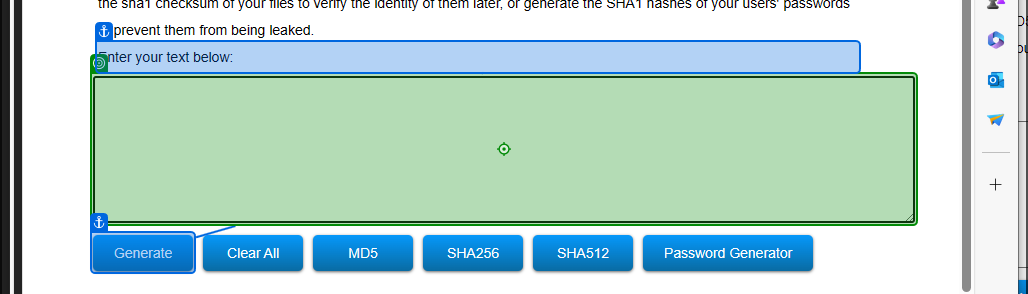 the sha1 checksum of your files to verify the identity of them later, or generate the SHA1 hashes of your users' passwords
prevent them from being leaked.
Enter your text below:
Generate Clear All MD5 SHA256 SHA512 Password Generator